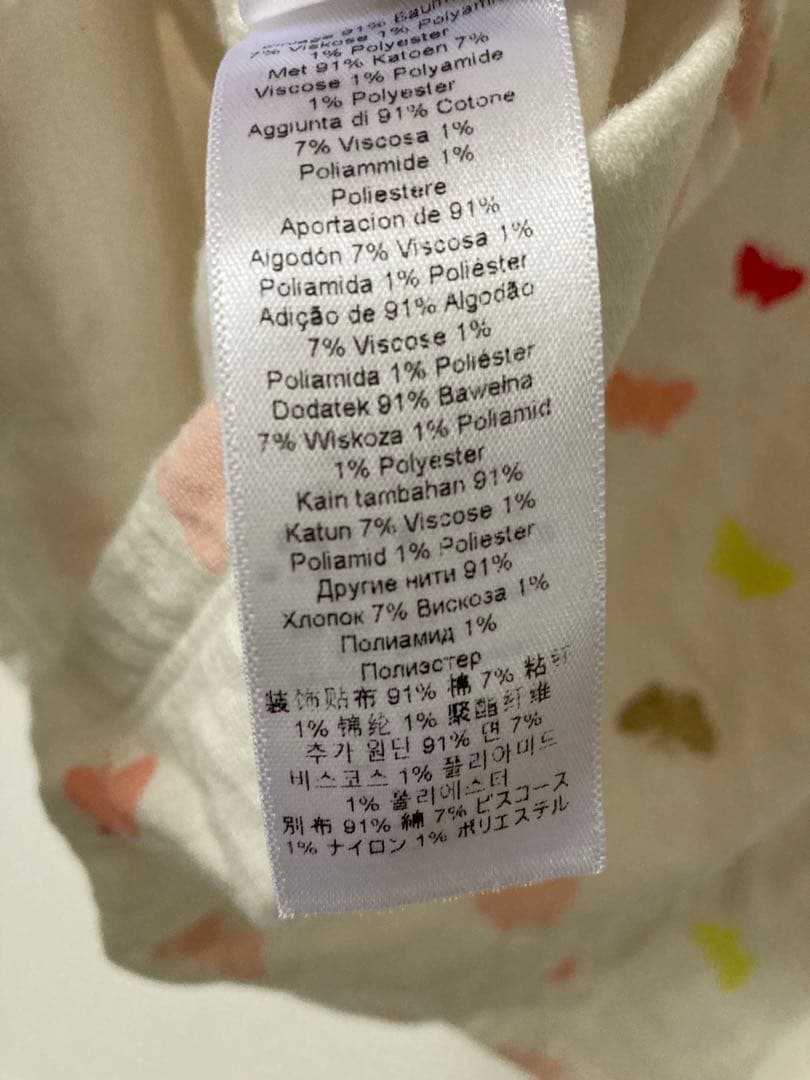 91% Baum
7% Viskose 1% Polyamid
1% Polyester
Met 91% Katoen 7%
Viscose 1% Polyamide
1% Polyester
Aggiunta di 91% Cotone
7% Viscosa 1%
Poliammide 1%
Poliestere
Aportacion de 91%
Algodón 7% Viscosa 1%
Poliamida 1% Poliéster
Adição de 91% Algodão
7% Viscose 1%
Poliamida 1% Poliéster
Dodatek 91% Bawełna
7% Wiskoza 1% Poliamid
1% Polyester
Kain tambahan 91%
Katun 7% Viscose 1%
Poliamid 1% Poliester
Другие нити 91%
Хлопок 7% Вискоза 1%
Полиамид 1%
Полиэстер
装饰贴布 91% 棉 7% 粘纤
1% 锦纶 1% 聚酯纤维
추가 원단 91% 면 7%
비스코스 1% 폴리아미드
1% 폴리에스터
別布 91% 綿 7% ビスコース
1% ナイロン 1% ポリエステル